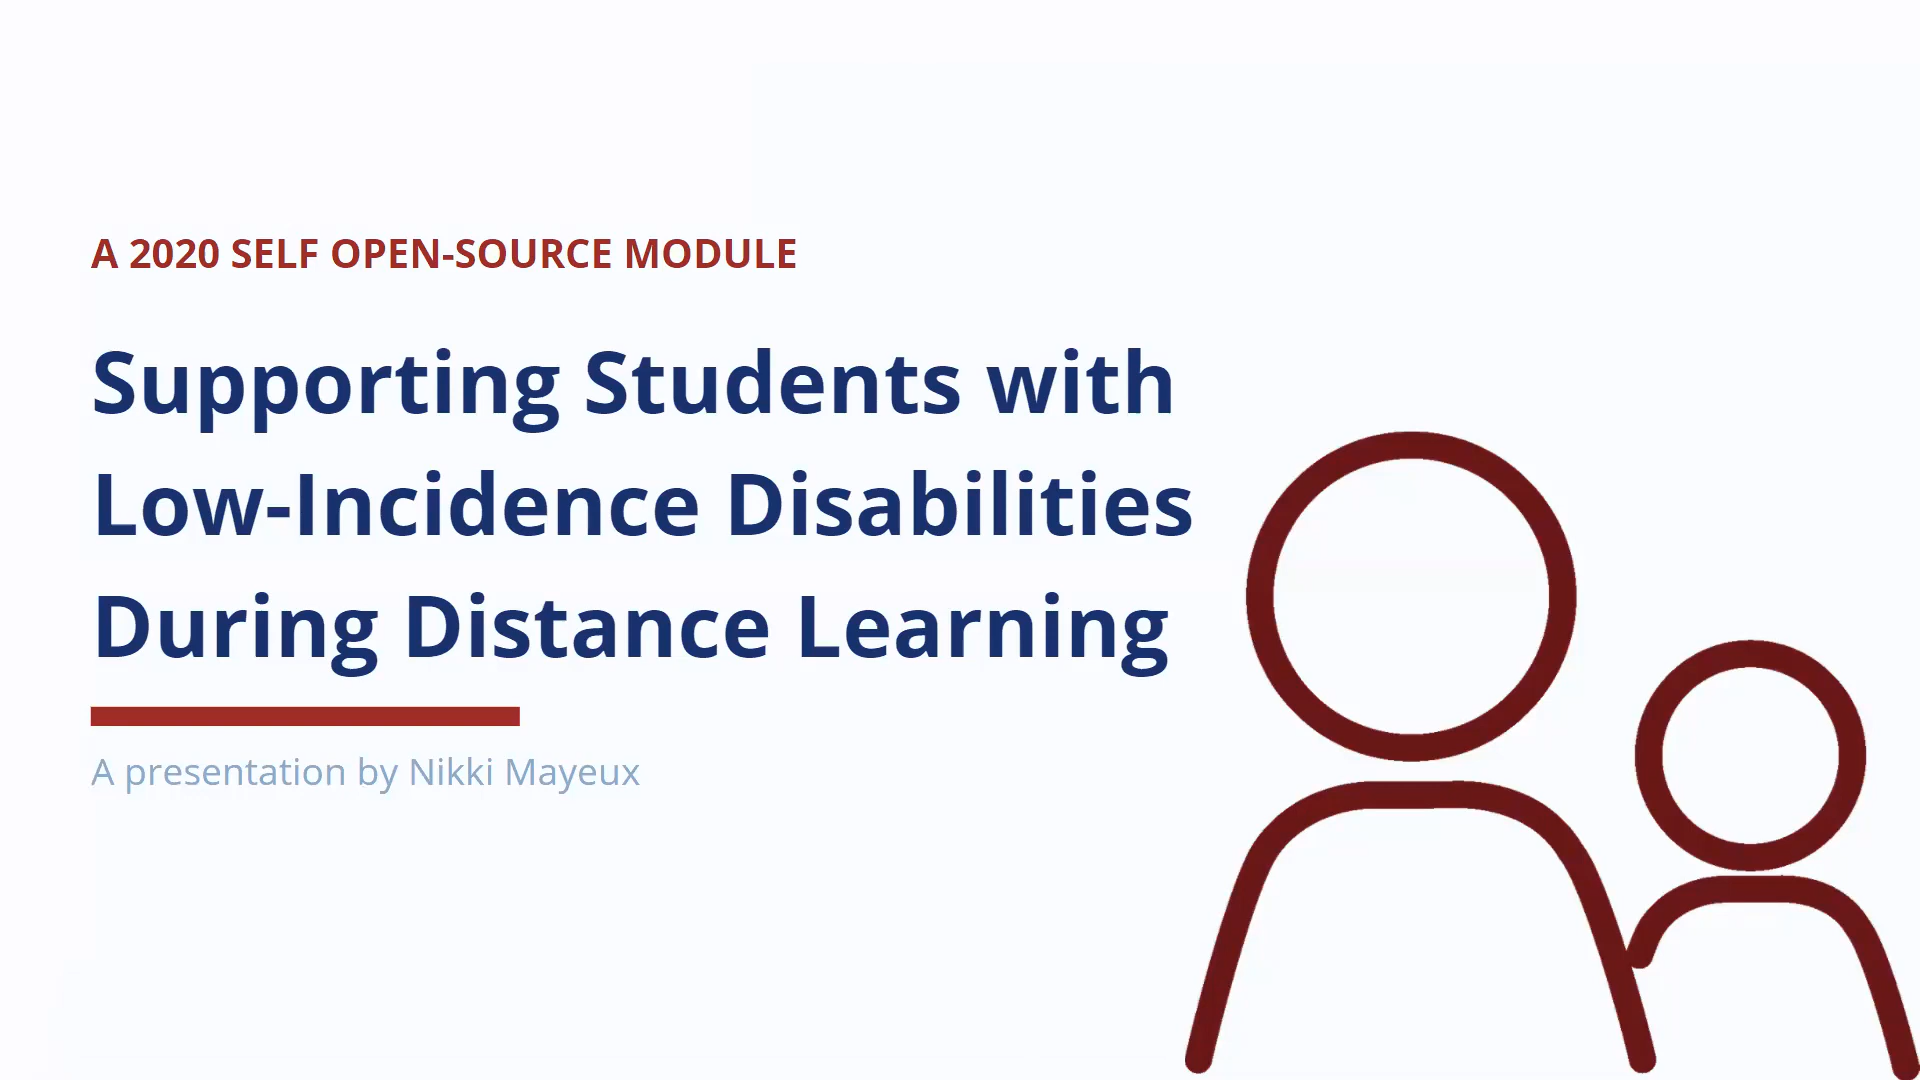 A 2020 SELF OPEN-SOURCE MODULE
Supporting Students with
Low-Incidence Disabilities
During Distance Learning
A presentation by Nikki Mayeux